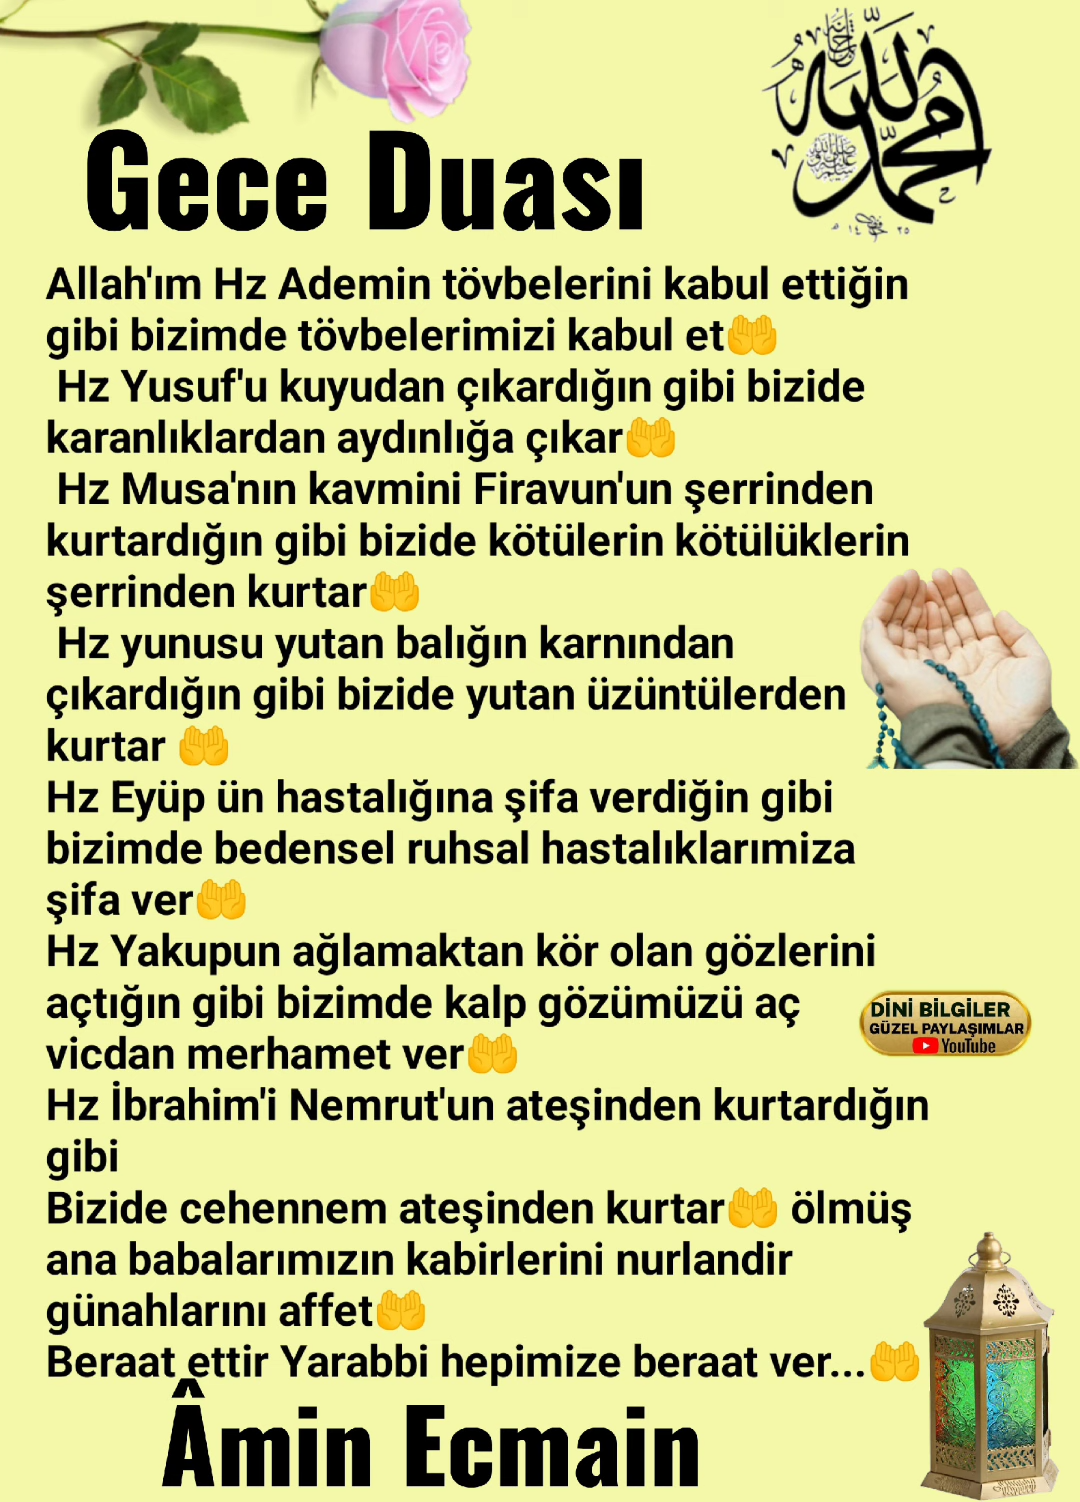 Gece Duası
الله
محمد
Allah'ım Hz Ademin tövbelerini kabul ettiğin
gibi bizimde tövbelerimizi kabul et🤲
Hz Yusuf'u kuyudan çıkardığın gibi bizide
karanlıklardan aydınlığa çıkar🤲
Hz Musa'nın kavmini Firavun'un şerrinden
kurtardığın gibi bizide kötülerin kötülüklerin
şerrinden kurtar🤲
Hz yunusu yutan balığın karnından
çıkardığın gibi bizide yutan üzüntülerden
kurtar 🤲
Hz Eyüp ün hastalığına şifa verdiğin gibi
bizimde bedensel ruhsal hastalıklarımiza
şifa ver🤲
Hz Yakupun ağlamaktan kör olan gözlerini
açtığın gibi bizimde kalp gözümüzü aç
vicdan merhamet ver🤲
DİNİ BİLGİLER
GÜZEL PAYLAŞIMLAR
YouTube
Hz İbrahim'i Nemrut'un ateşinden kurtardığın
gibi
Bizide cehennem ateşinden kurtar🤲 ölmüş
ana babalarımızın kabirlerini nurlandir
günahlarını affet🤲
Beraat ettir Yarabbi hepimize beraat ver...🤲
Âmin Ecmain